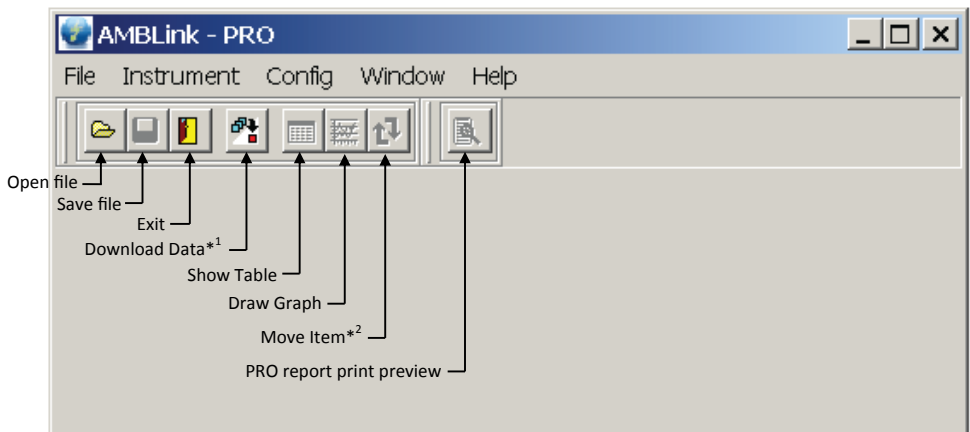 AMBLink - PRO
File Instrument Config Window Help
Open file
Save file
Exit
Download Data*1
Show Table
Draw Graph
Move Item*2
PRO report print preview